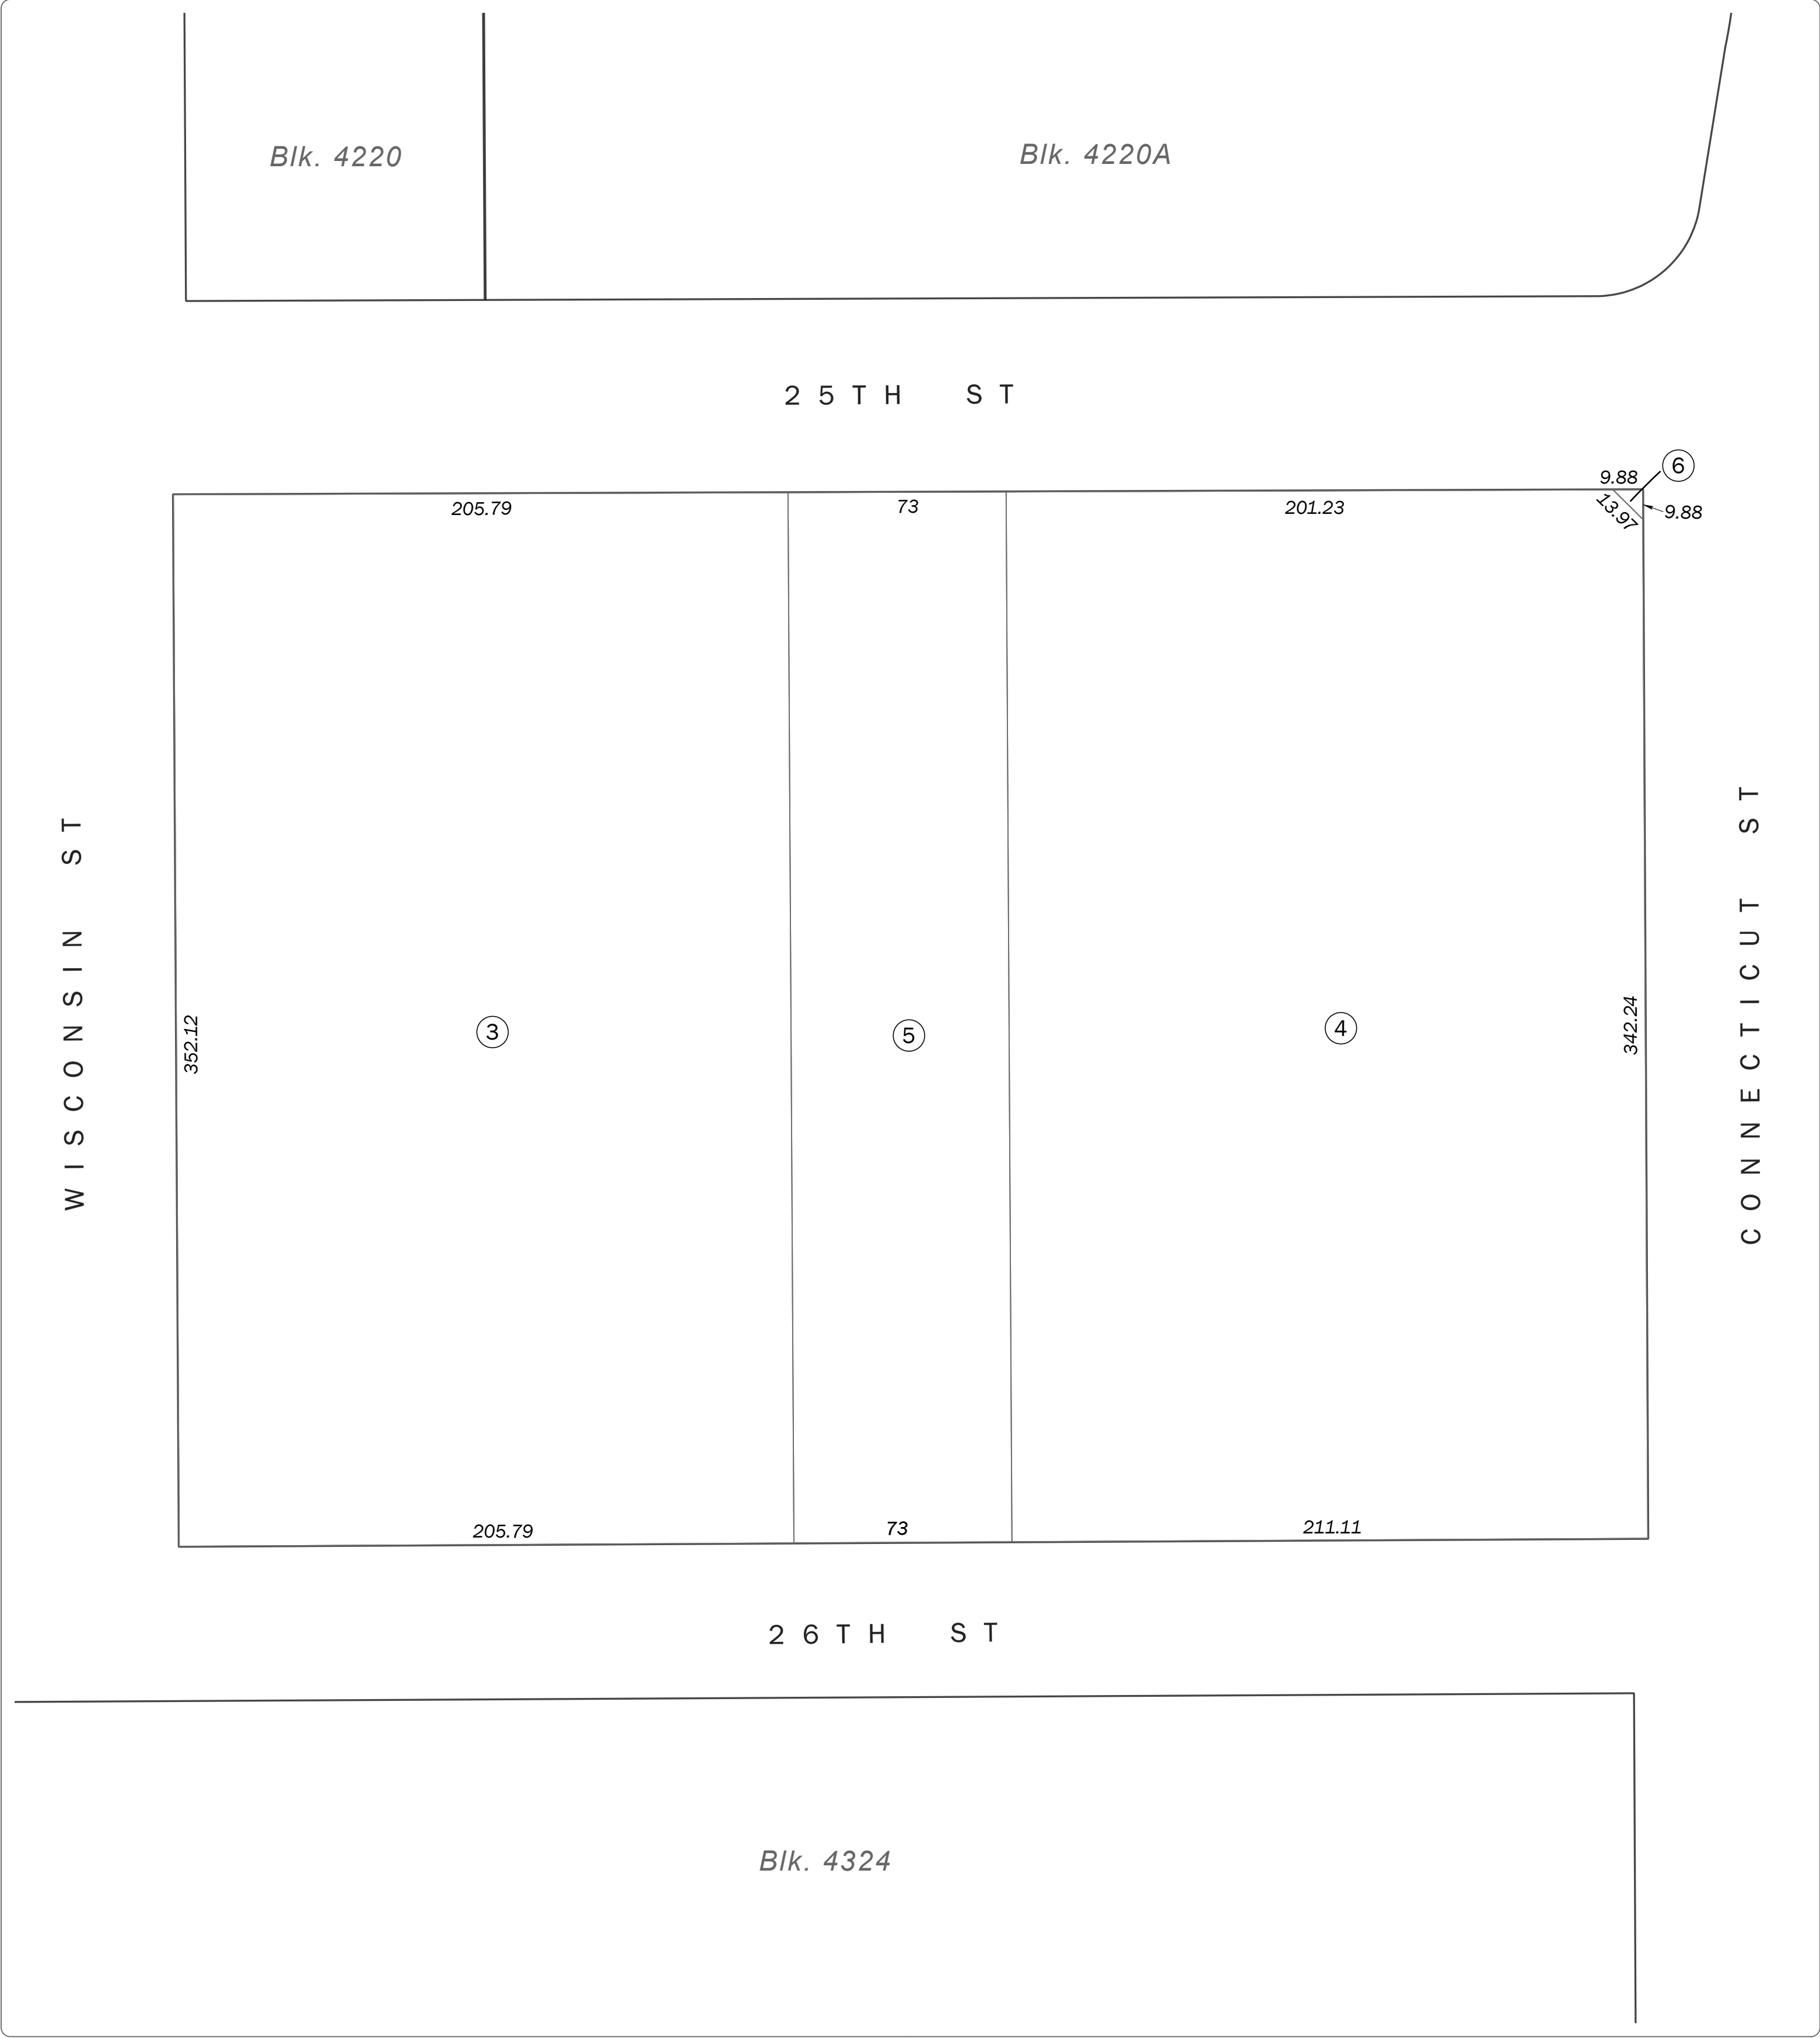 Blk. 4220
Blk. 4220A
25TH ST
6
9.88
205.79
73
201.23
13.97
9.88
WISCONSIN ST
CONNECTICUT ST
352.12
3
5
4
342.24
205.79
73
211.11
26TH ST
Blk. 4324